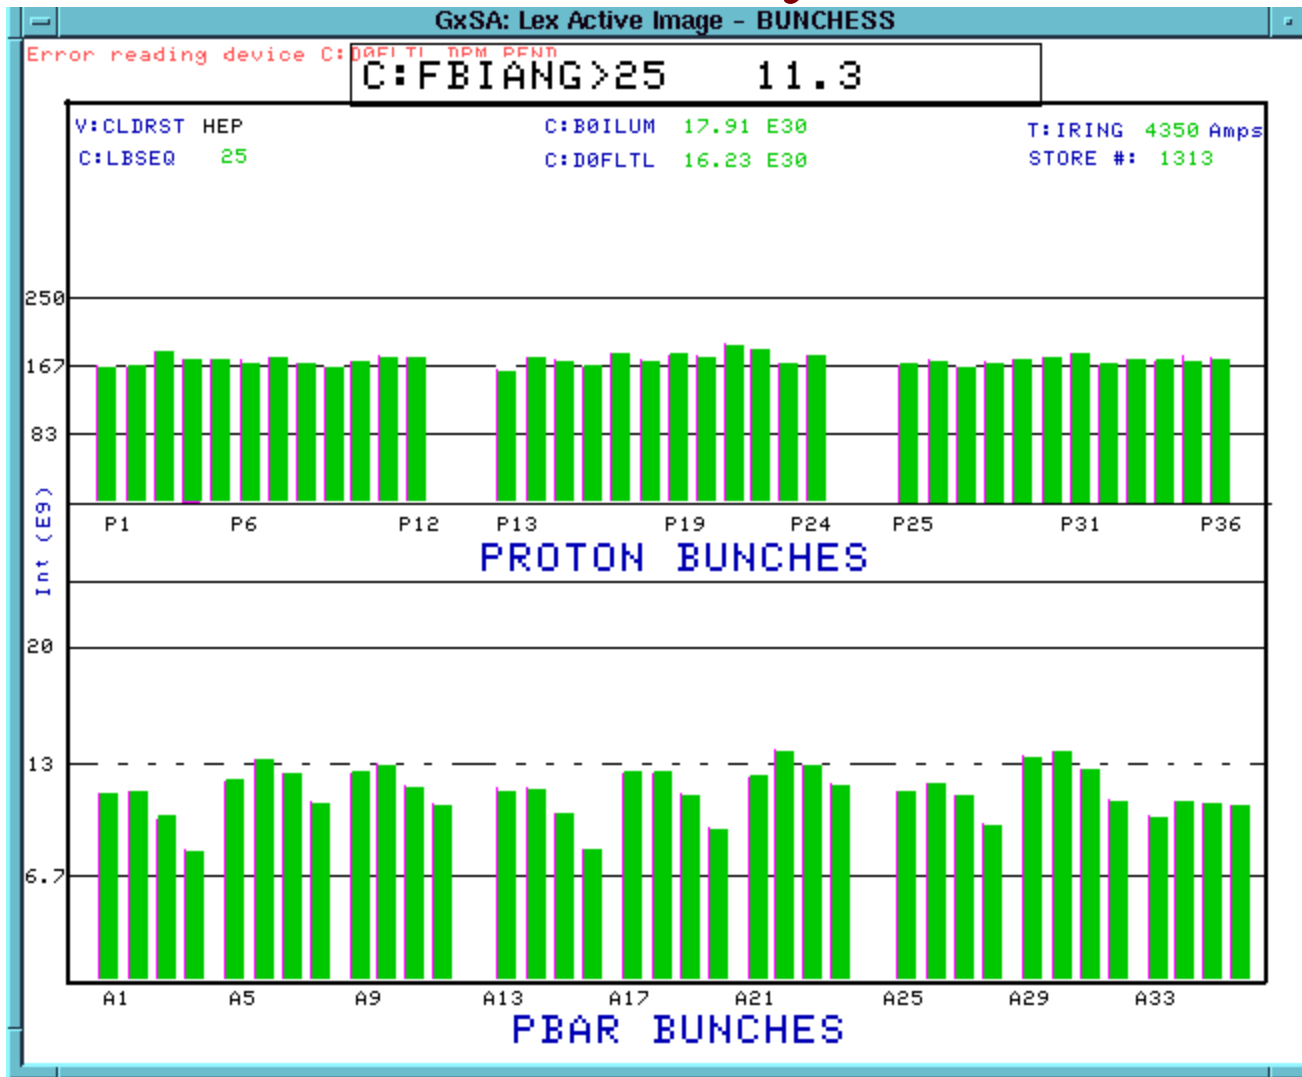 GxSA: Lex Active Image - BUNCHESS
Error reading device C:D0FLTL DPM PEND
C:FBIANG>25 11.3
V:CLDRST HEP C:B0ILUM 17.91 E30 T:IRING 4350 Amps
C:LBSEQ 25 C:D0FLTL 16.23 E30 STORE #: 1313
250
167
83
P1 P6 P12 P13 P19 P24 P25 P31 P36
PROTON BUNCHES
Int (E9)
20
13
6.7
A1 A5 A9 A13 A17 A21 A25 A29 A33
PBAR BUNCHES